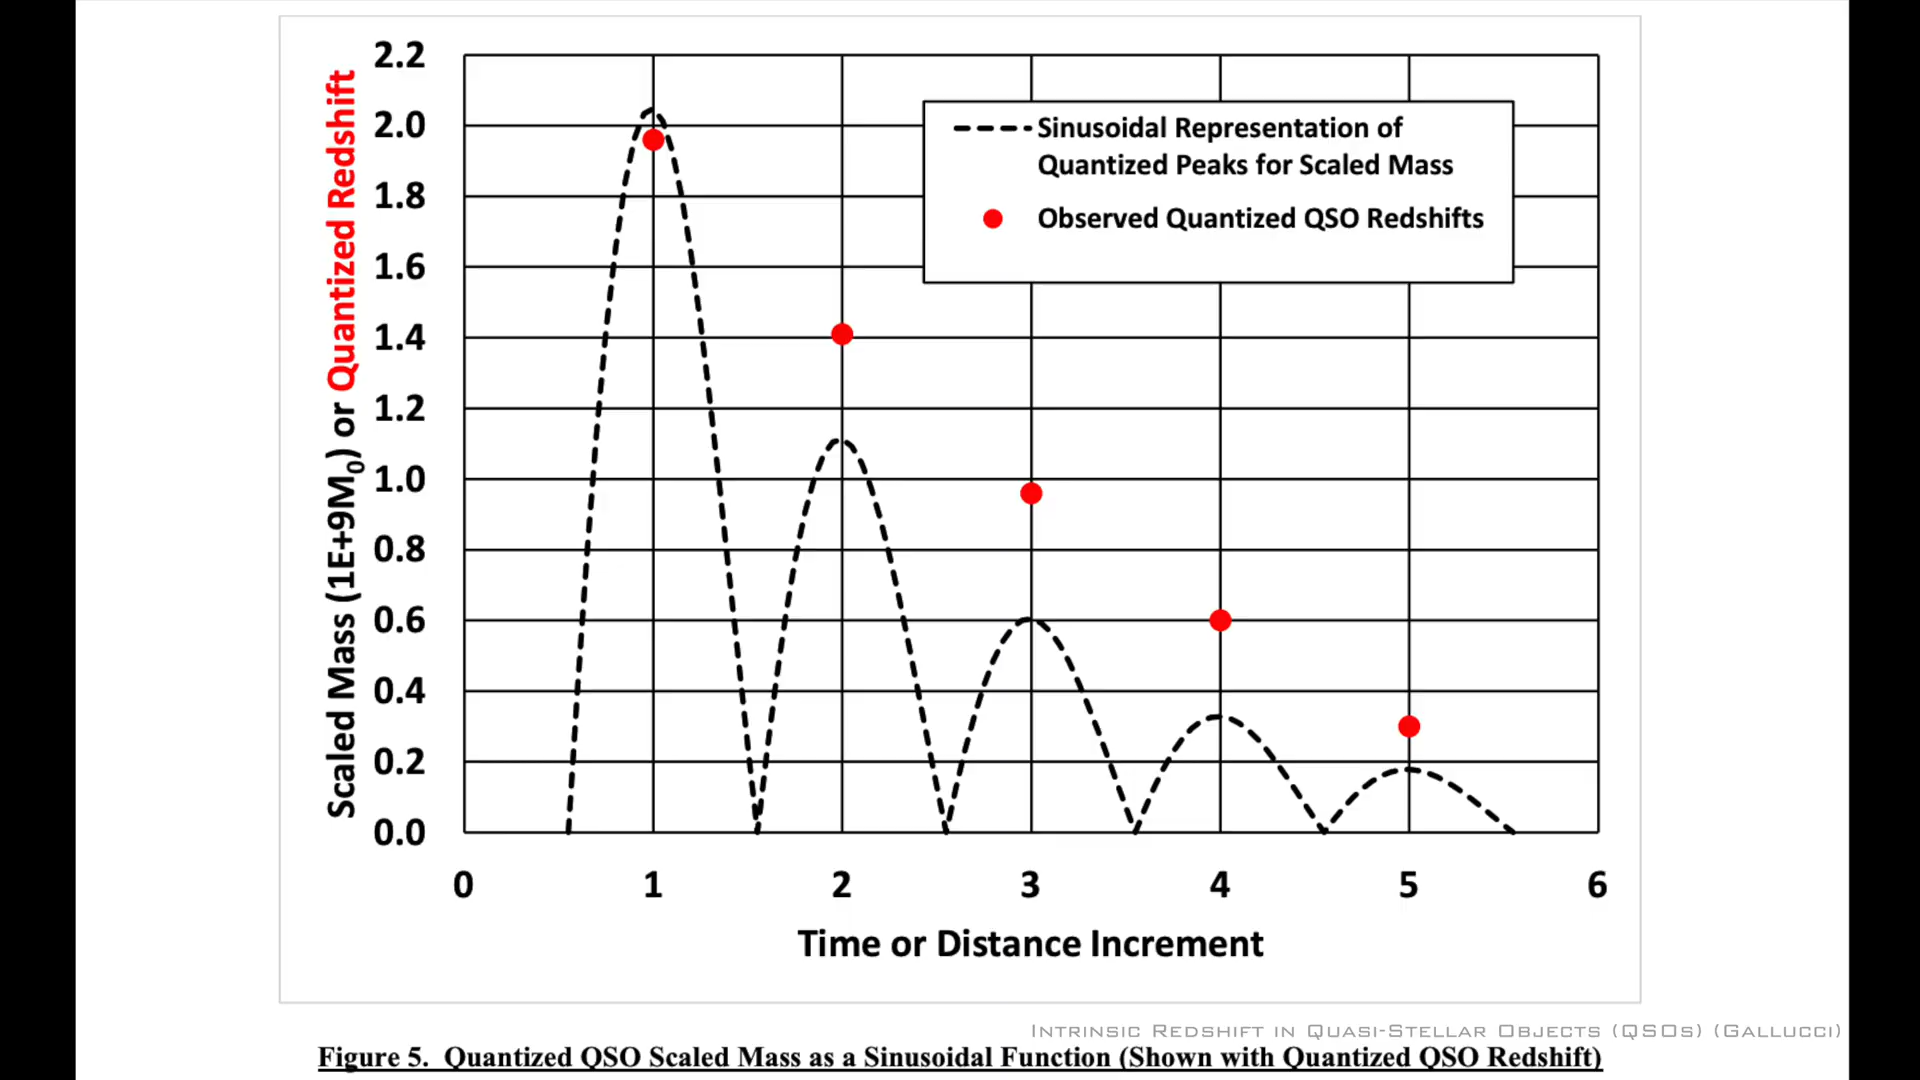 2.2
2.0
1.8
1.6
1.4
1.2
1.0
0.8
0.6
0.4
0.2
0.0
Scaled Mass (1E+9M₀) or Quantized Redshift
Sinusoidal Representation of
Quantized Peaks for Scaled Mass
Observed Quantized QSO Redshifts
0 1 2 3 4 5 6
Time or Distance Increment
Intrinsic Redshift in Quasi-Stellar Objects (QSOs) (Gallucci)
Figure 5. Quantized QSO Scaled Mass as a Sinusoidal Function (Shown with Quantized QSO Redshift)